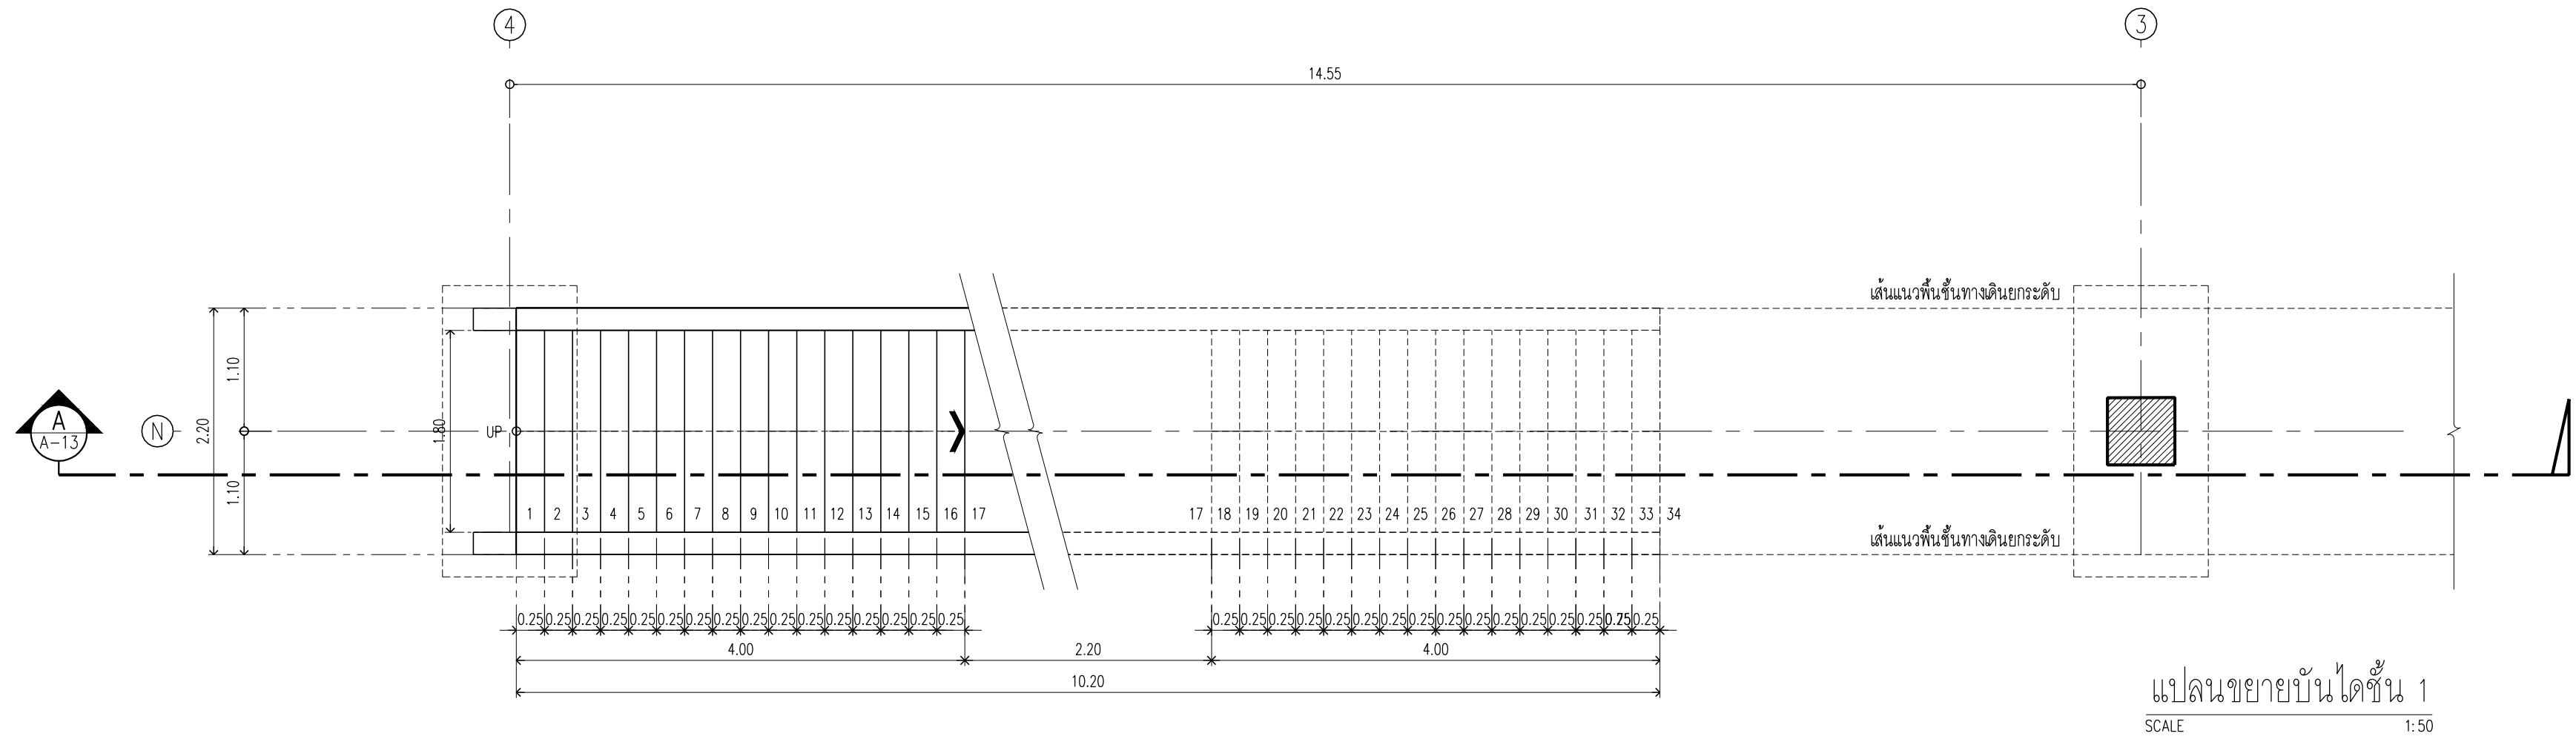 4
3
14.55
เส้นแนวพื้นชั้นทางเดินยกระดับ
1.10
2.20
1.80
A
A-13
N
UP
1.10
1 2 3 4 5 6 7 8 9 10 11 12 13 14 15 16 17
17 18 19 20 21 22 23 24 25 26 27 28 29 30 31 32 33 34
เส้นแนวพื้นชั้นทางเดินยกระดับ
0.25 0.25 0.25 0.25 0.25 0.25 0.25 0.25 0.25 0.25 0.25 0.25 0.25 0.25 0.25 0.25
0.25 0.25 0.25 0.25 0.25 0.25 0.25 0.25 0.25 0.25 0.25 0.25 0.25 0.25 0.25
4.00 2.20 4.00
10.20
แปลนขยายบันไดชั้น 1
SCALE 1:50